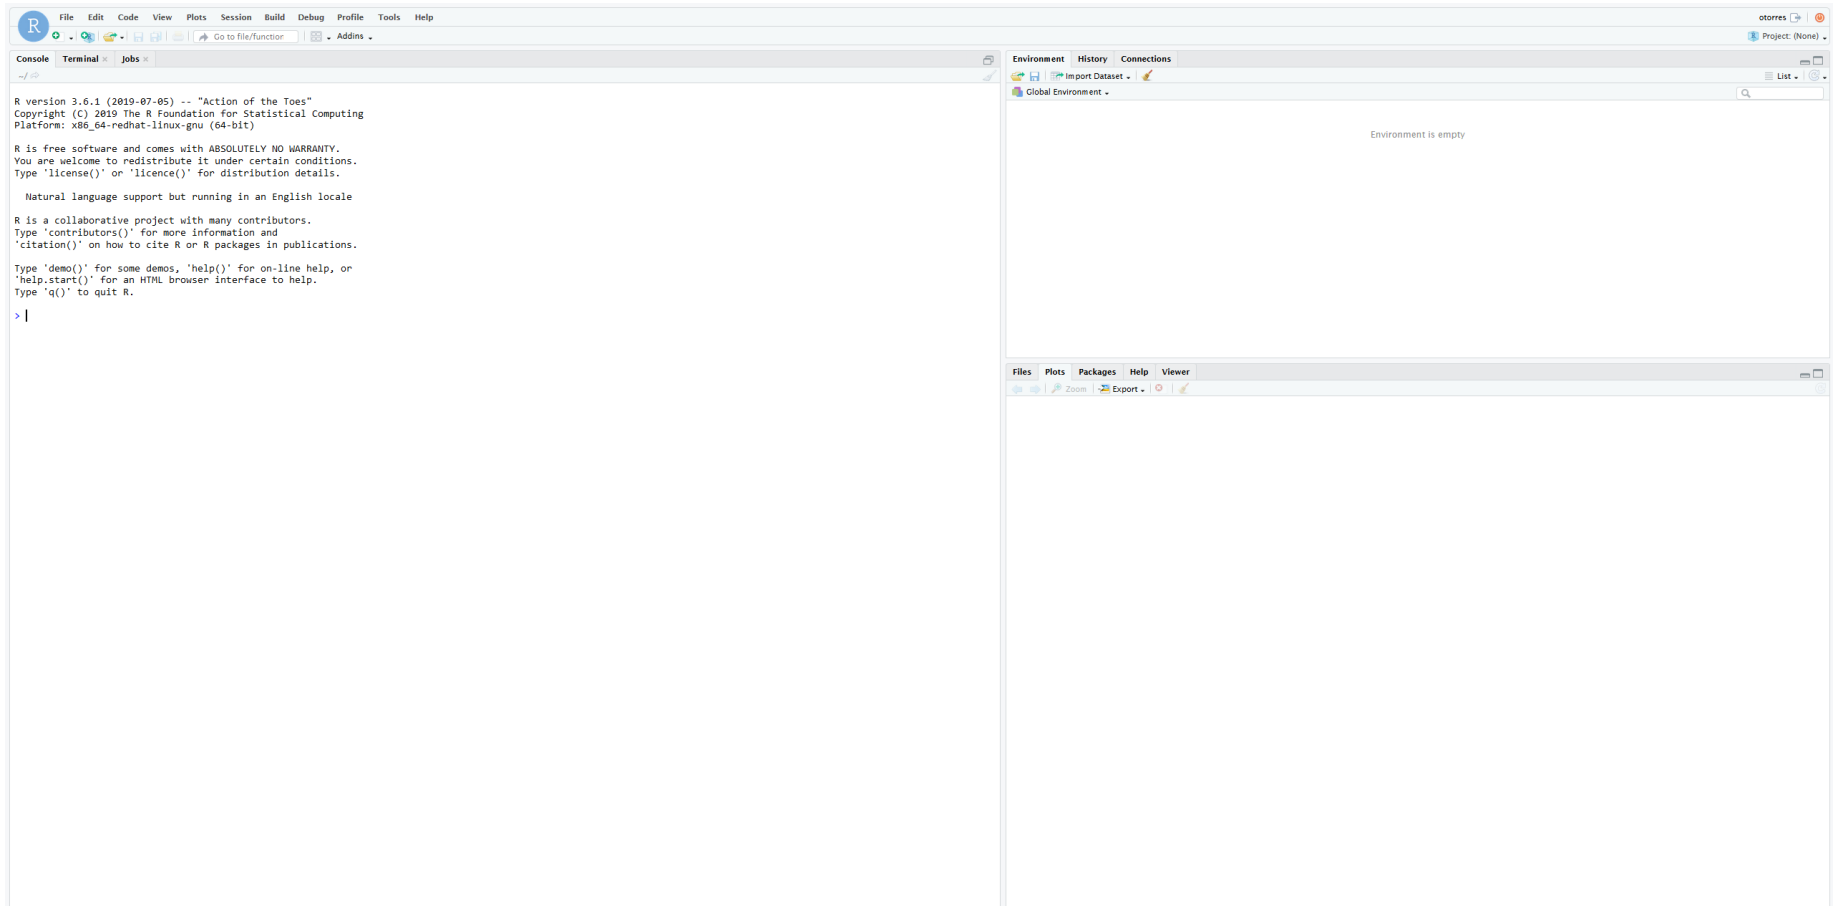 R
File Edit Code View Plots Session Build Debug Profile Tools Help
otorres
Go to file/function
Addins
Project: (None)
Console Terminal Jobs
~/
R version 3.6.1 (2019-07-05) -- "Action of the Toes"
Copyright (C) 2019 The R Foundation for Statistical Computing
Platform: x86_64-redhat-linux-gnu (64-bit)
R is free software and comes with ABSOLUTELY NO WARRANTY.
You are welcome to redistribute it under certain conditions.
Type 'license()' or 'licence()' for distribution details.
Natural language support but running in an English locale
R is a collaborative project with many contributors.
Type 'contributors()' for more information and
'citation()' on how to cite R or R packages in publications.
Type 'demo()' for some demos, 'help()' for on-line help, or
'help.start()' for an HTML browser interface to help.
Type 'q()' to quit R.
>
Environment History Connections
Import Dataset
List
Global Environment
Environment is empty
Files Plots Packages Help Viewer
Zoom Export